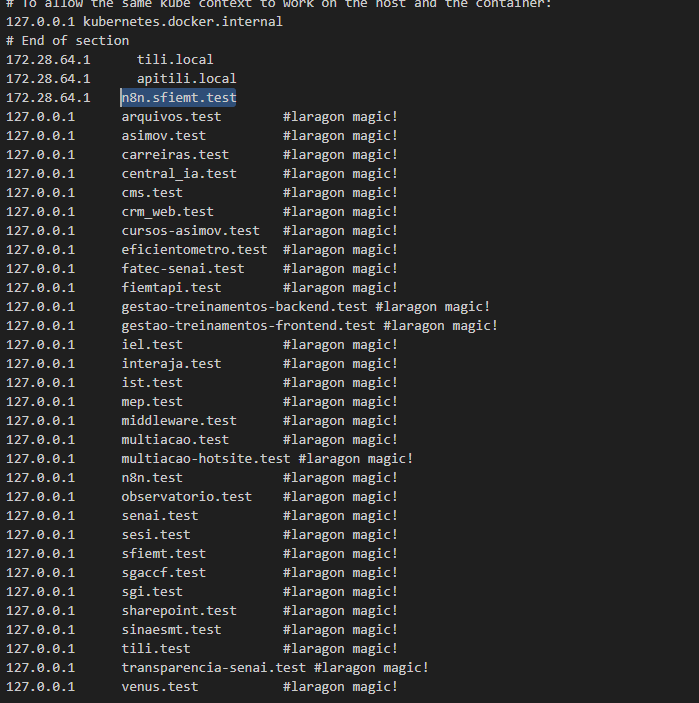 # To allow the same kube context to work on the host and the container:
127.0.0.1 kubernetes.docker.internal
# End of section
172.28.64.1 tili.local
172.28.64.1 apitili.local
172.28.64.1 n8n.sfiemt.test
127.0.0.1 arquivos.test #laragon magic!
127.0.0.1 asimov.test #laragon magic!
127.0.0.1 carreiras.test #laragon magic!
127.0.0.1 central_ia.test #laragon magic!
127.0.0.1 cms.test #laragon magic!
127.0.0.1 crm_web.test #laragon magic!
127.0.0.1 cursos-asimov.test #laragon magic!
127.0.0.1 eficientometro.test #laragon magic!
127.0.0.1 fatec-senai.test #laragon magic!
127.0.0.1 fiemtapi.test #laragon magic!
127.0.0.1 gestao-treinamentos-backend.test #laragon magic!
127.0.0.1 gestao-treinamentos-frontend.test #laragon magic!
127.0.0.1 iel.test #laragon magic!
127.0.0.1 interaja.test #laragon magic!
127.0.0.1 ist.test #laragon magic!
127.0.0.1 mep.test #laragon magic!
127.0.0.1 middleware.test #laragon magic!
127.0.0.1 multiacao.test #laragon magic!
127.0.0.1 multiacao-hotsite.test #laragon magic!
127.0.0.1 n8n.test #laragon magic!
127.0.0.1 observatorio.test #laragon magic!
127.0.0.1 senai.test #laragon magic!
127.0.0.1 sesi.test #laragon magic!
127.0.0.1 sfiemt.test #laragon magic!
127.0.0.1 sgaccf.test #laragon magic!
127.0.0.1 sgi.test #laragon magic!
127.0.0.1 sharepoint.test #laragon magic!
127.0.0.1 sinaesmt.test #laragon magic!
127.0.0.1 tili.test #laragon magic!
127.0.0.1 transparencia-senai.test #laragon magic!
127.0.0.1 venus.test #laragon magic!